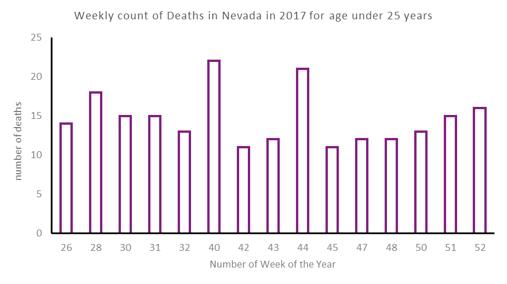 Weekly count of Deaths in Nevada in 2017 for age under 25 years
number of deaths
25
20
15
10
5
0
26 28 30 31 32 40 42 43 44 45 47 48 50 51 52
Number of Week of the Year